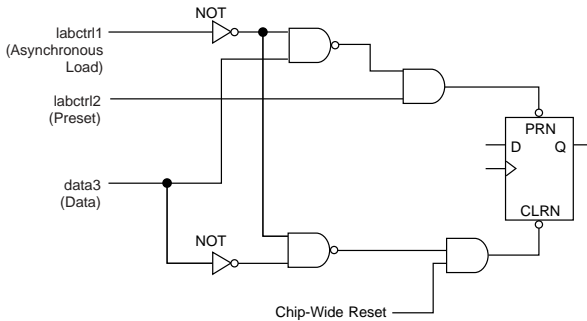 NOT
labctrl1
(Asynchronous
Load)
labctrl2
(Preset)
PRN
D
Q
data3
(Data)
CLRN
NOT
Chip-Wide Reset